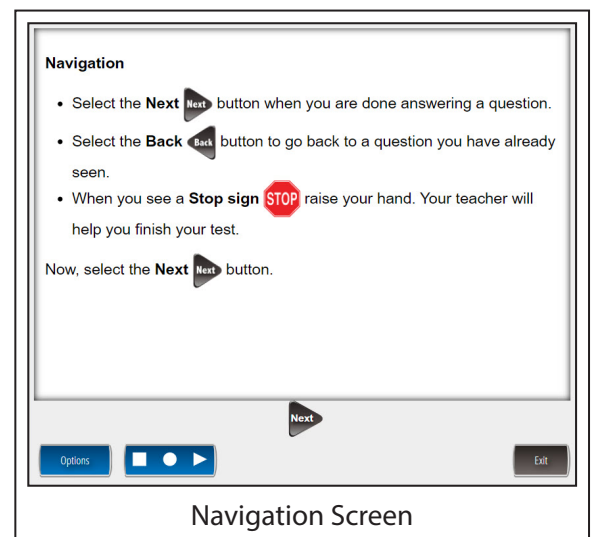 Navigation
• Select the Next Next button when you are done answering a question.
• Select the Back Back button to go back to a question you have already
seen.
• When you see a Stop sign STOP raise your hand. Your teacher will
help you finish your test.
Now, select the Next Next button.
Next
Options
Exit
Navigation Screen